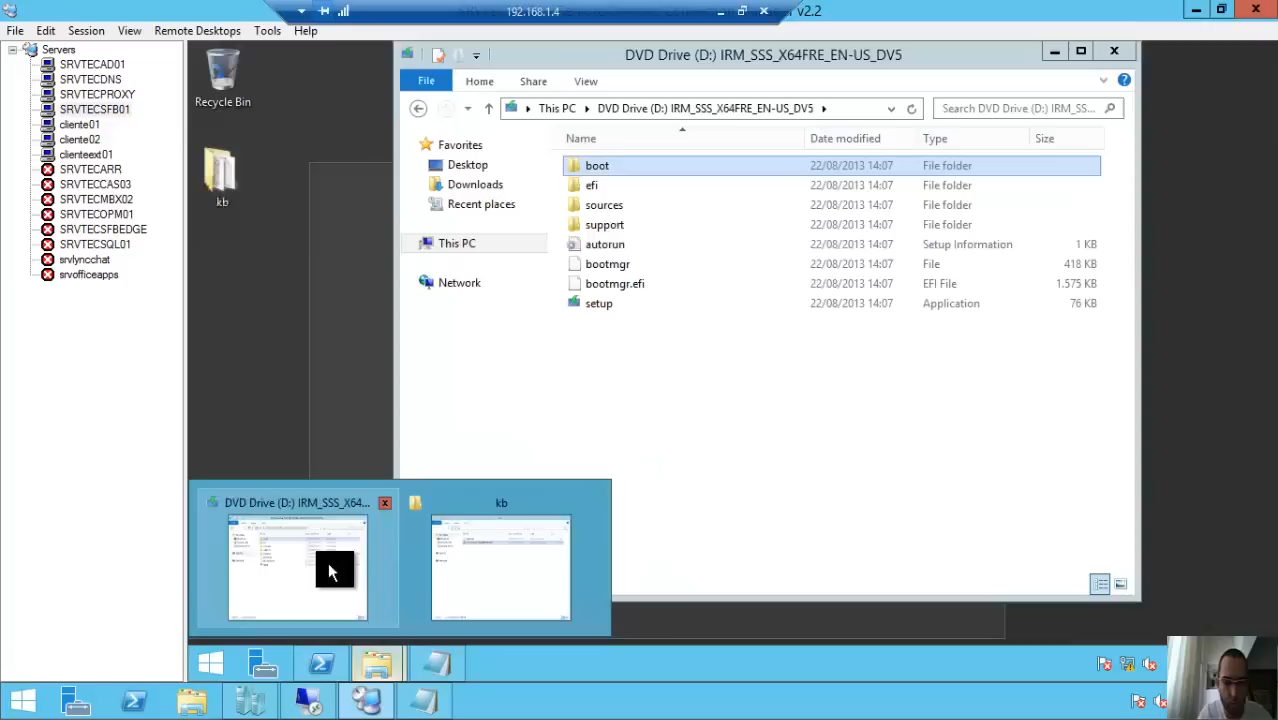 192.168.1.4
v2.2
File Edit Session View Remote Desktops Tools Help
Servers
SRVTECAD01
SRVTECDNS
SRVTECPROXY
SRVTECSFB01
cliente01
cliente02
clienteext01
SRVTECARR
SRVTECCAS03
SRVTECMBX02
SRVTECOPM01
SRVTECSFBEDGE
SRVTECSQL01
srvlyncchat
srvofficeapps
Recycle Bin
kb
DVD Drive (D:) IRM_SSS_X64FRE_EN-US_DV5
File Home Share View
This PC DVD Drive (D:) IRM_SSS_X64FRE_EN-US_DV5
Search DVD Drive (D:) IRM_SS...
Favorites
Desktop
Downloads
Recent places
This PC
Network
Name Date modified Type Size
boot 22/08/2013 14:07 File folder
efi 22/08/2013 14:07 File folder
sources 22/08/2013 14:07 File folder
support 22/08/2013 14:07 File folder
autorun 22/08/2013 14:07 Setup Information 1 KB
bootmgr 22/08/2013 14:07 File 418 KB
bootmgr.efi 22/08/2013 14:07 EFI File 1.575 KB
setup 22/08/2013 14:07 Application 76 KB
DVD Drive (D:) IRM_SSS_X64...
kb